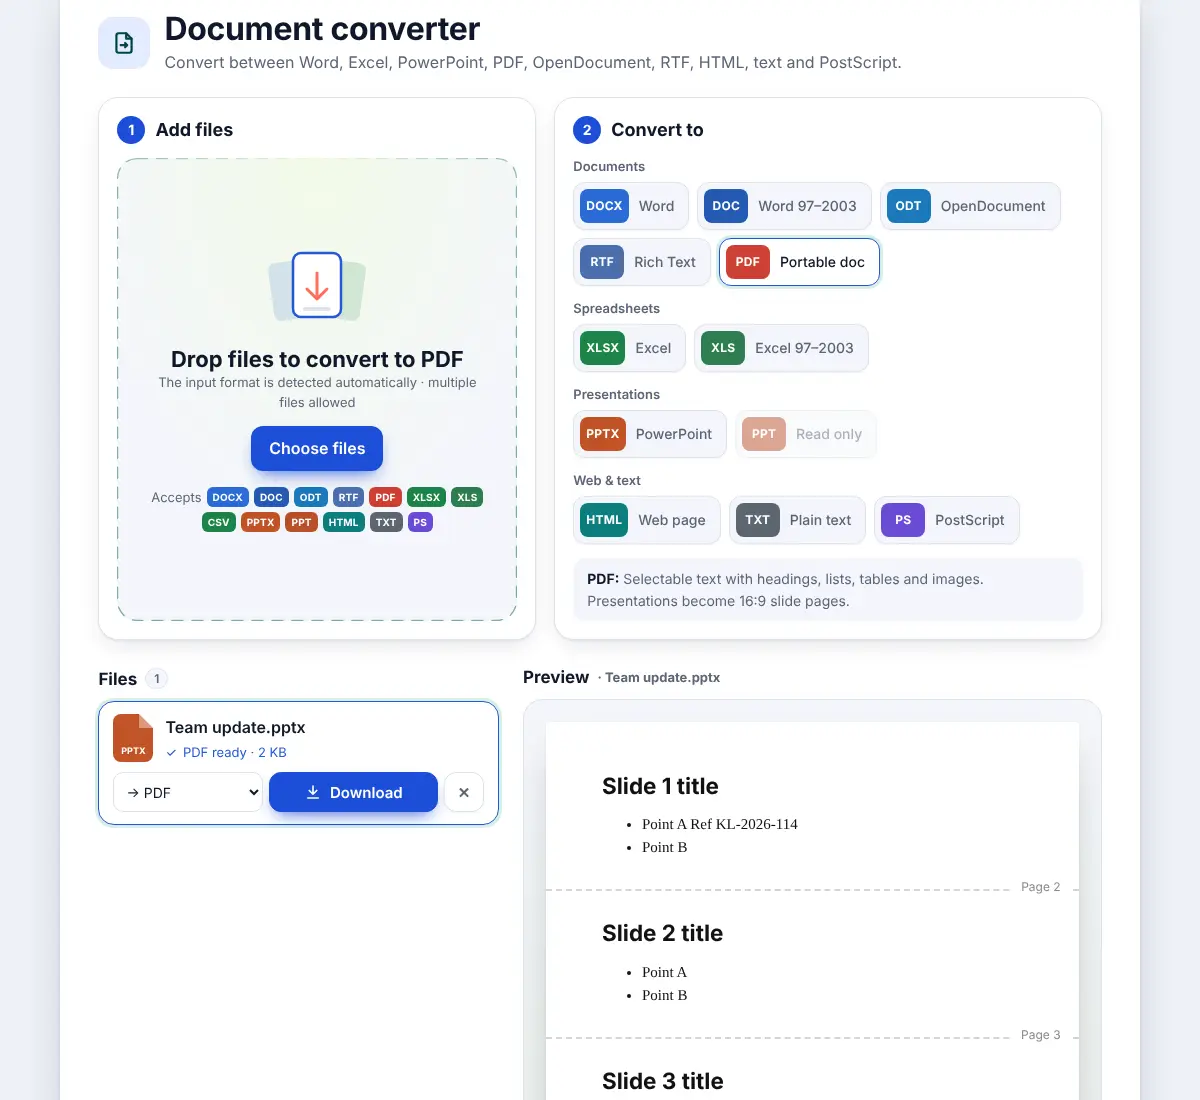 Document converter
Convert between Word, Excel, PowerPoint, PDF, OpenDocument, RTF, HTML, text and PostScript.
1 Add files
Drop files to convert to PDF
The input format is detected automatically · multiple
files allowed
Choose files
Accepts DOCX DOC ODT RTF PDF XLSX XLS
CSV PPTX PPT HTML TXT PS
2 Convert to
Documents
DOCX Word DOC Word 97–2003 ODT OpenDocument
RTF Rich Text PDF Portable doc
Spreadsheets
XLSX Excel XLS Excel 97–2003
Presentations
PPTX PowerPoint PPT Read only
Web & text
HTML Web page TXT Plain text PS PostScript
PDF: Selectable text with headings, lists, tables and images.
Presentations become 16:9 slide pages.
Files 1
PPTX
Team update.pptx
✓ PDF ready · 2 KB
→ PDF Download ✕
Preview · Team update.pptx
Slide 1 title
• Point A Ref KL-2026-114
• Point B
Page 2
Slide 2 title
• Point A
• Point B
Page 3
Slide 3 title